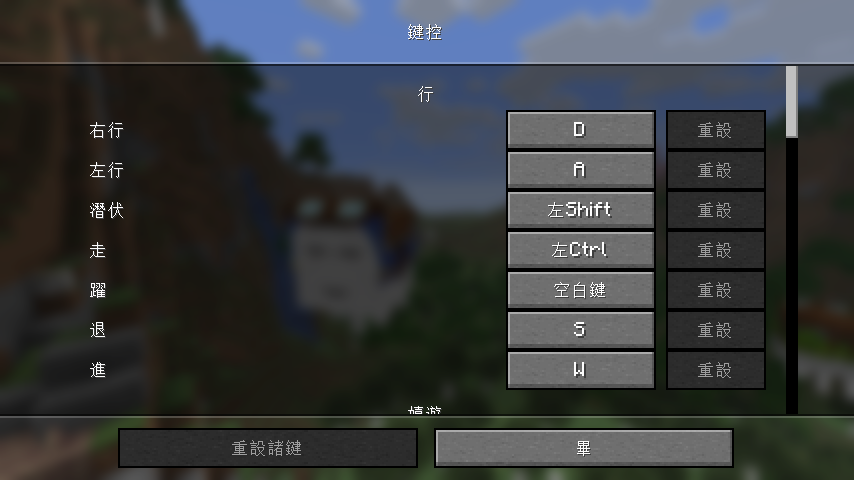 鍵控
行
右行 D 重設
左行 A 重設
潛伏 左Shift 重設
走 左Ctrl 重設
躍 空白鍵 重設
退 S 重設
進 W 重設
嬉遊
重設諸鍵 畢